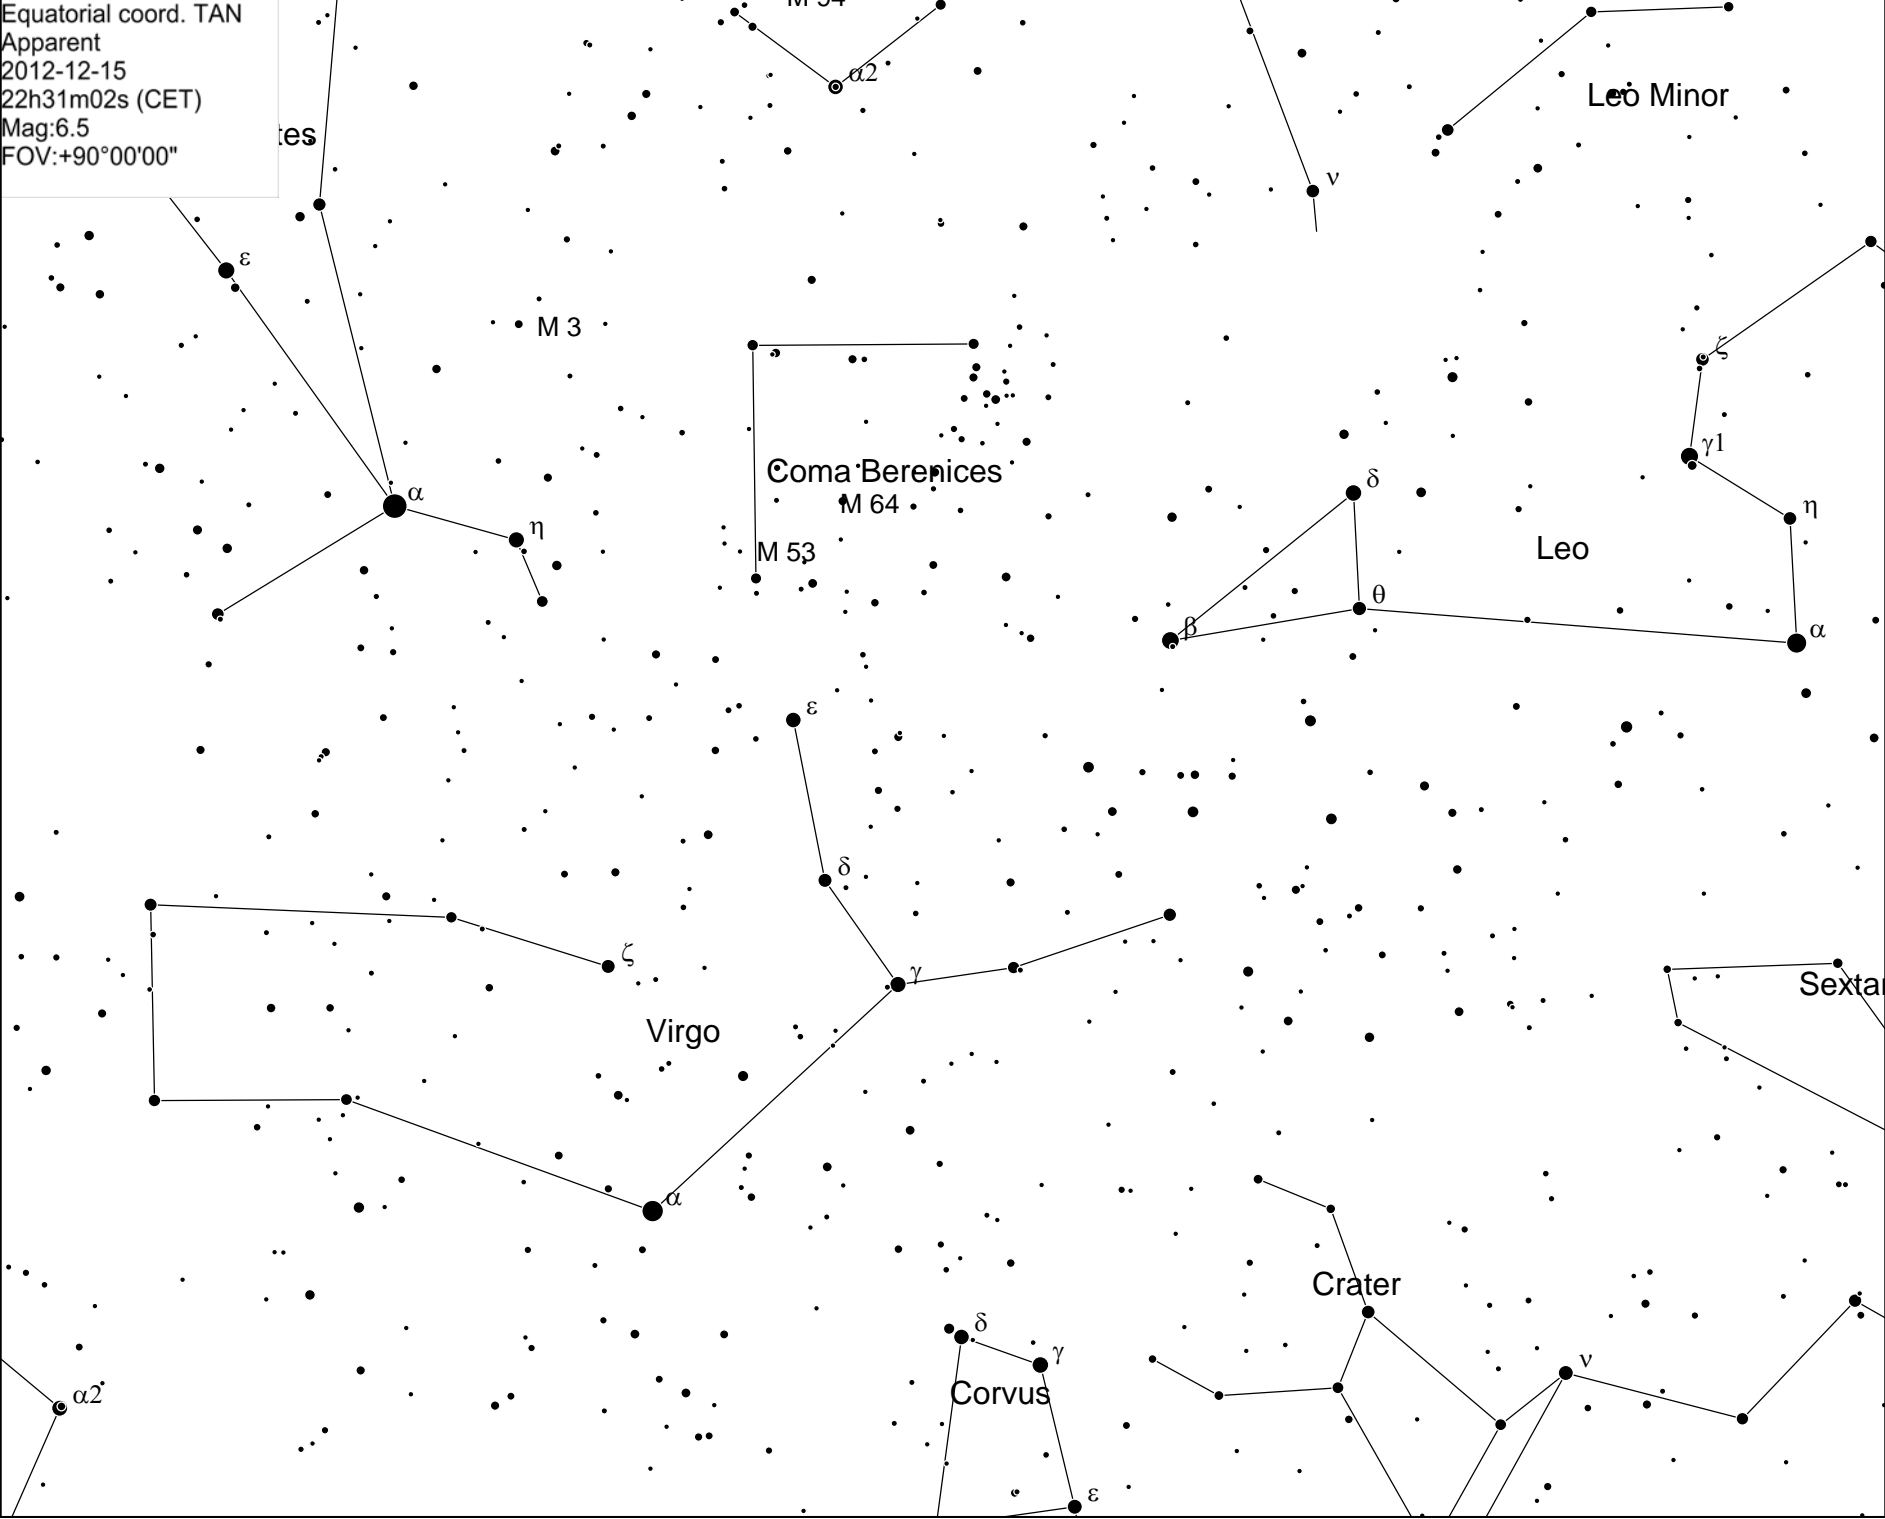 Equatorial coord. TAN
Apparent
2012-12-15
22h31m02s (CET)
Mag:6.5
FOV:+90°00'00"
α2
Leo Minor
tes
ν
ε
M 3
ζ
γ1
Coma Berenices
α
δ
M 64
η
η
M 53
Leo
θ
β
α
ε
δ
ζ
γ
Sextan
Virgo
α
Crater
δ
γ
ν
Corvus
α2
ε